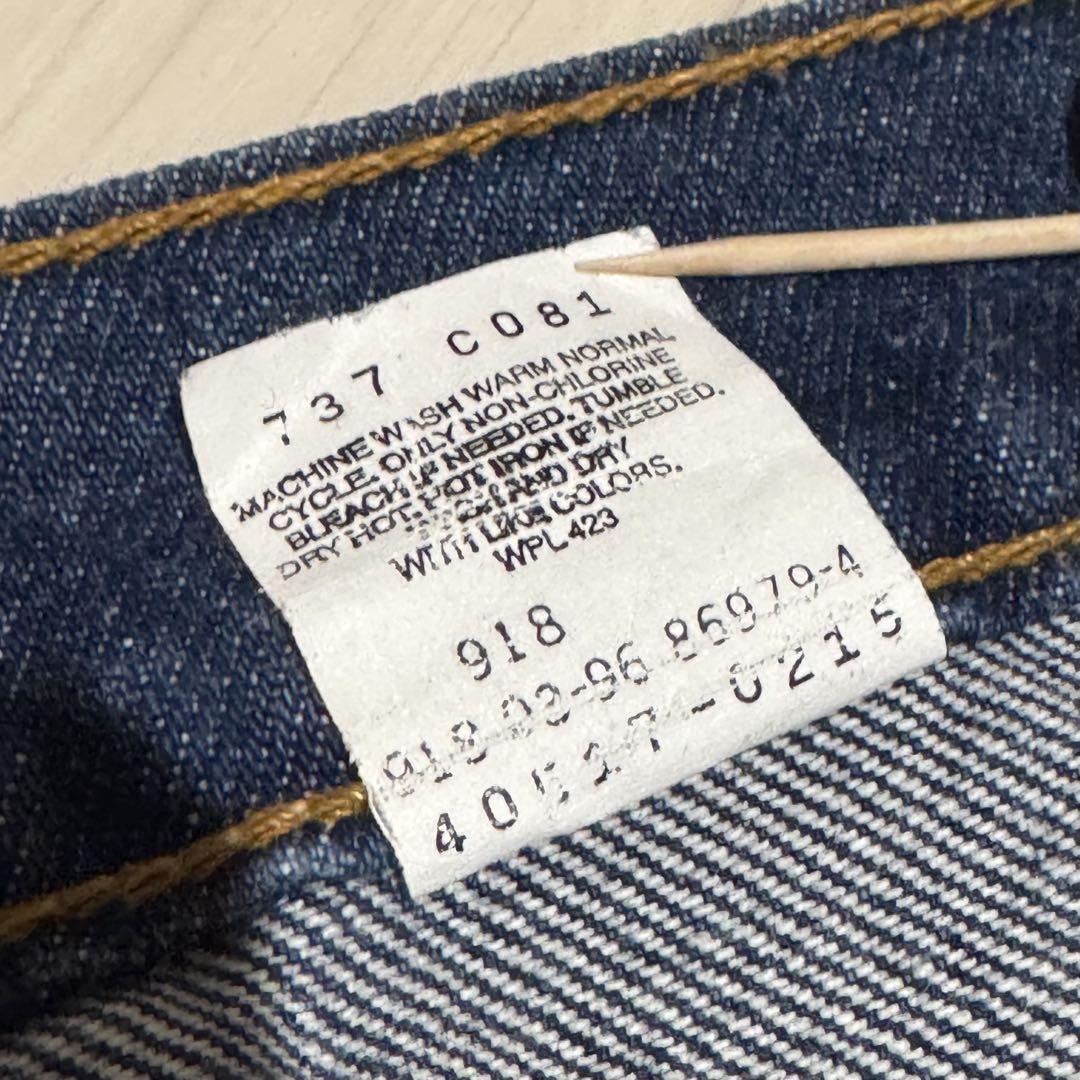 737 C081
MACHINE WASH WARM NORMAL
CYCLE. ONLY NON-CHLORINE
BLEACH IF NEEDED. TUMBLE
DRY HOT. HOT IRON IF NEEDED.
WASH AND DRY
WITH LIKE COLORS.
WPL 423
918
918-03-96 86979-4
40517-0215